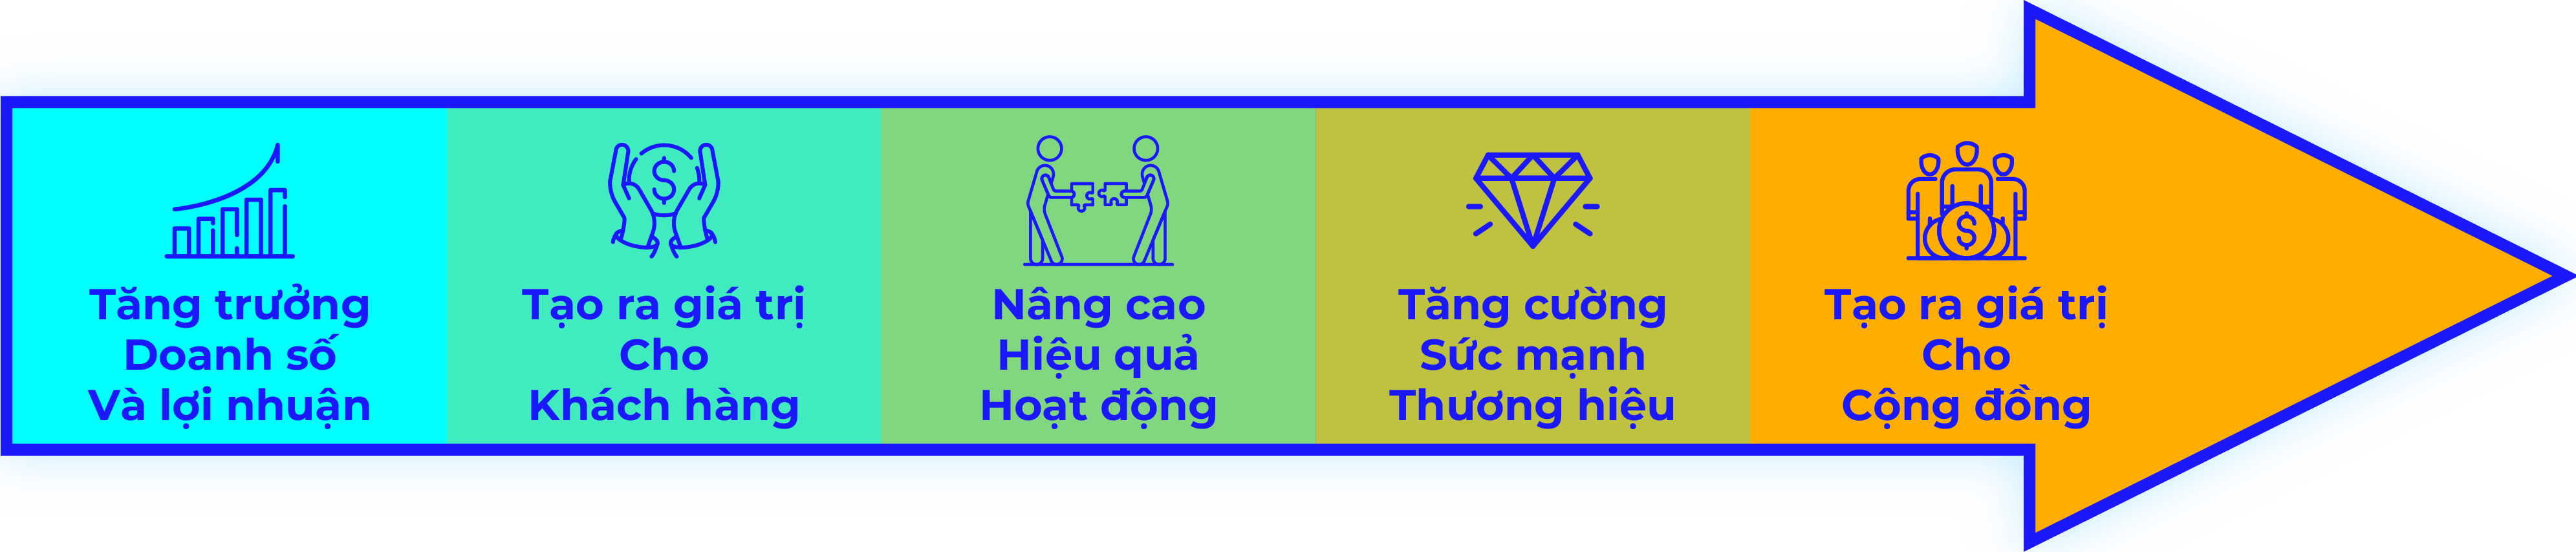 Tăng trưởng
Doanh số
Và lợi nhuận
Tạo ra giá trị
Cho
Khách hàng
Nâng cao
Hiệu quả
Hoạt động
Tăng cường
Sức mạnh
Thương hiệu
Tạo ra giá trị
Cho
Cộng đồng